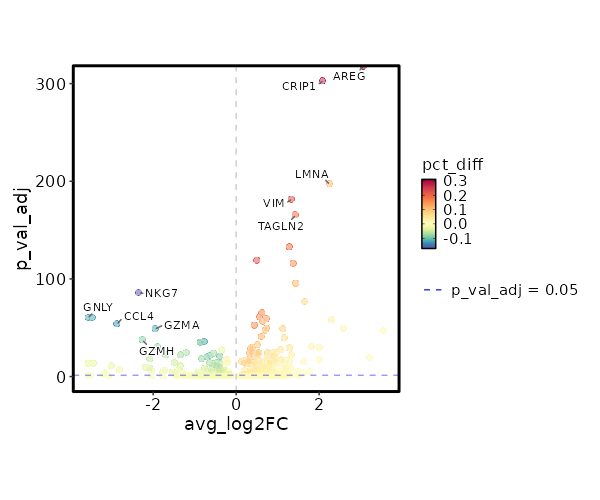 300
200
100
0
p_val_adj
-2
0
2
avg_log2FC
AREG
CRIP1
LMNA
VIM
TAGLN2
NKG7
GNLY
CCL4
GZMA
GZMH
pct_diff
0.3
0.2
0.1
0.0
-0.1
p_val_adj = 0.05